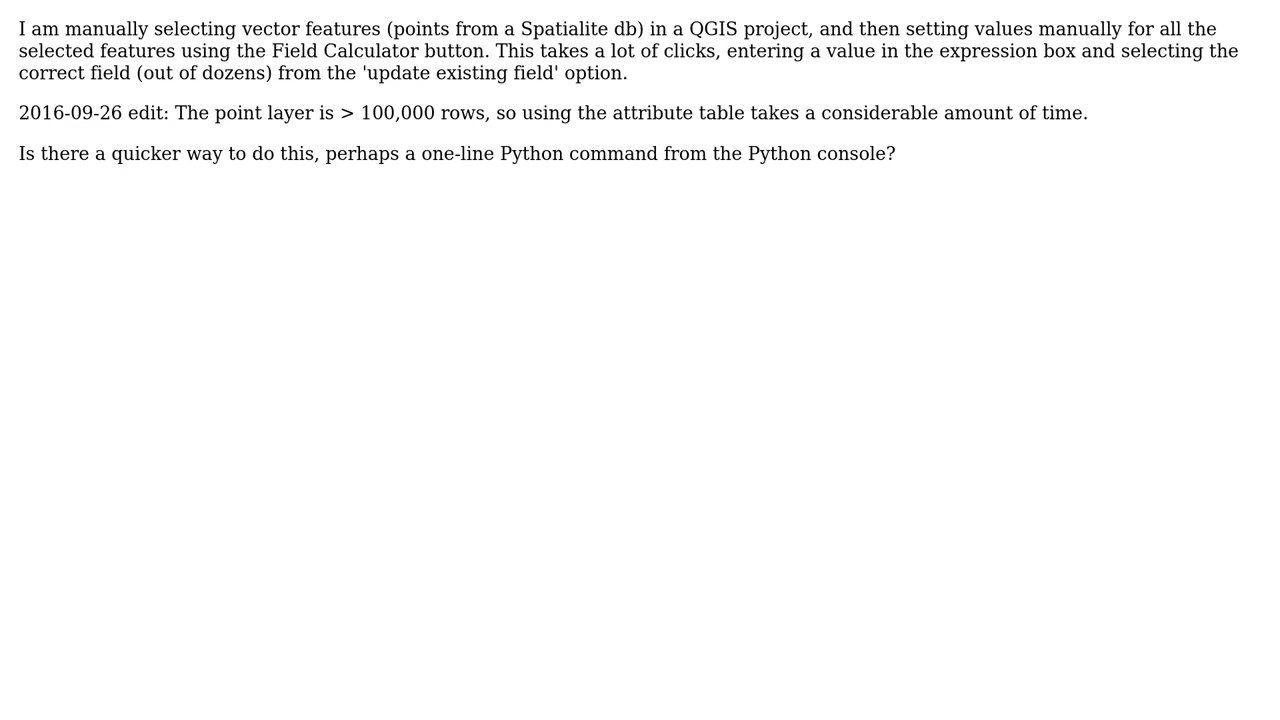 I am manually selecting vector features (points from a Spatialite db) in a QGIS project, and then setting values manually for all the
selected features using the Field Calculator button. This takes a lot of clicks, entering a value in the expression box and selecting the
correct field (out of dozens) from the 'update existing field' option.
2016-09-26 edit: The point layer is > 100,000 rows, so using the attribute table takes a considerable amount of time.
Is there a quicker way to do this, perhaps a one-line Python command from the Python console?